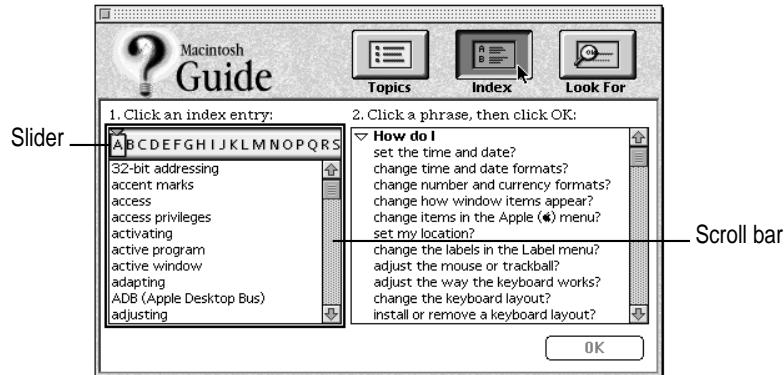 Macintosh
Guide
Topics
Index
Look For
1. Click an index entry:
2. Click a phrase, then click OK:
Slider
A B C D E F G H I J K L M N O P Q R S
32-bit addressing
accent marks
access
access privileges
activating
active program
active window
adapting
ADB (Apple Desktop Bus)
adjusting
How do I
set the time and date?
change time and date formats?
change number and currency formats?
change how window items appear?
change items in the Apple () menu?
set my location?
change the labels in the Label menu?
adjust the mouse or trackball?
adjust the way the keyboard works?
change the keyboard layout?
install or remove a keyboard layout?
Scroll bar
OK